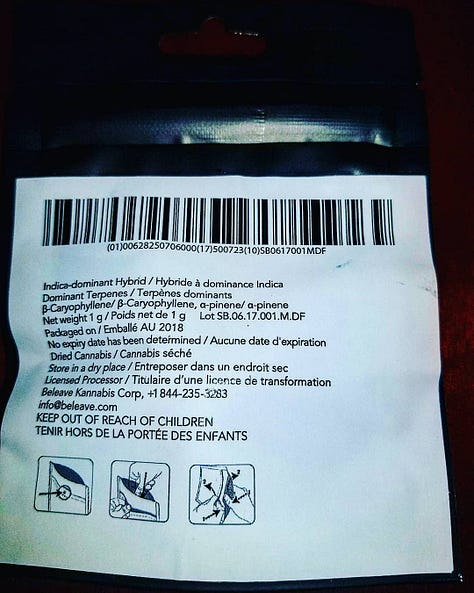 (01)00628250706000(17)500723(10)SB0617001MDF
Indica-dominant Hybrid / Hybride à dominance Indica
Dominant Terpenes / Terpènes dominants
β-Caryophyllene/ β-Caryophyllene, α-pinene/ α-pinene
Net weight 1 g / Poids net de 1 g Lot SB.06.17.001.M.DF
Packaged on / Emballé AU 2018
No expiry date has been determined / Aucune date d'expiration
Dried Cannabis / Cannabis séché
Store in a dry place / Entreposer dans un endroit sec
Licensed Processor / Titulaire d'une licence de transformation
Beleave Kannabis Corp, +1 844-235-3283
info@beleave.com
KEEP OUT OF REACH OF CHILDREN
TENIR HORS DE LA PORTÉE DES ENFANTS